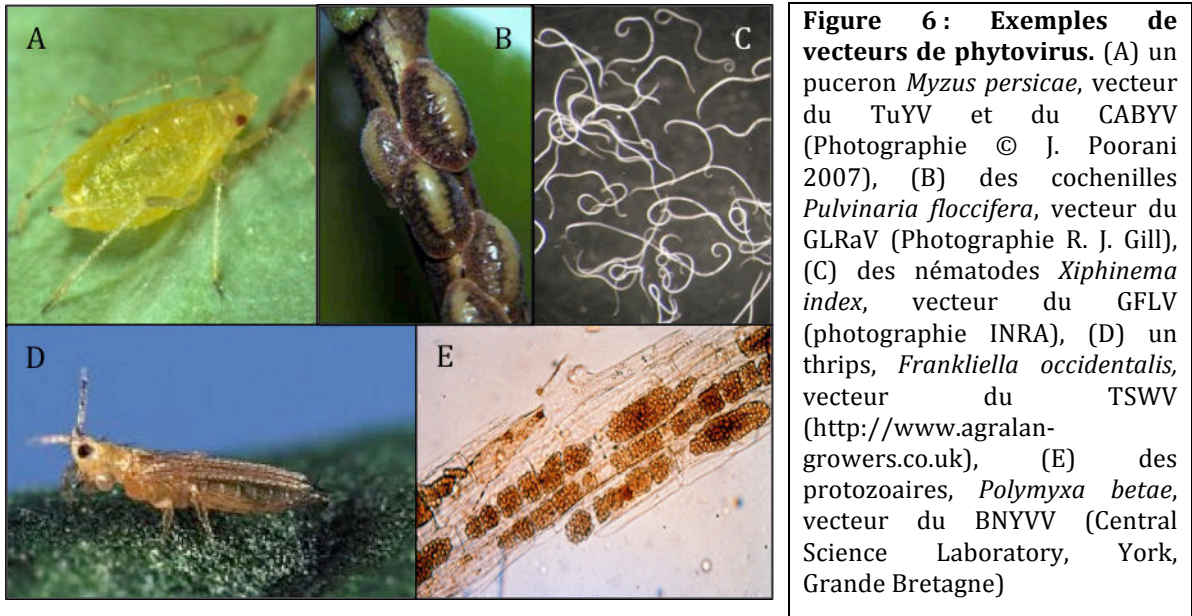 A
B
C
D
E
Figure 6 : Exemples de
vecteurs de phytovirus. (A) un
puceron Myzus persicae, vecteur
du TuYV et du CABYV
(Photographie © J. Poorani
2007), (B) des cochenilles
Pulvinaria floccifera, vecteur du
GLRaV (Photographie R. J. Gill),
(C) des nématodes Xiphinema
index, vecteur du GFLV
(photographie INRA), (D) un
thrips, Frankliella occidentalis,
vecteur du TSWV
(http://www.agralan-
growers.co.uk), (E) des
protozoaires, Polymyxa betae,
vecteur du BNYVV (Central
Science Laboratory, York,
Grande Bretagne)